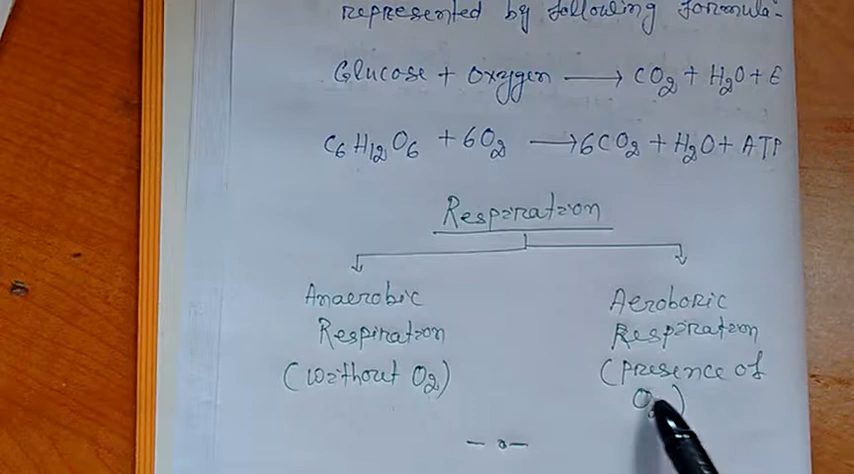 represented by following formula-
Glucose + Oxygen → CO2 + H2O + E
C6H12O6 + 6O2 → 6CO2 + H2O + ATP
Respiration
Anaerobic
Respiration
(Without O2)
Aeroboric
Respiration
(presence of
O2)